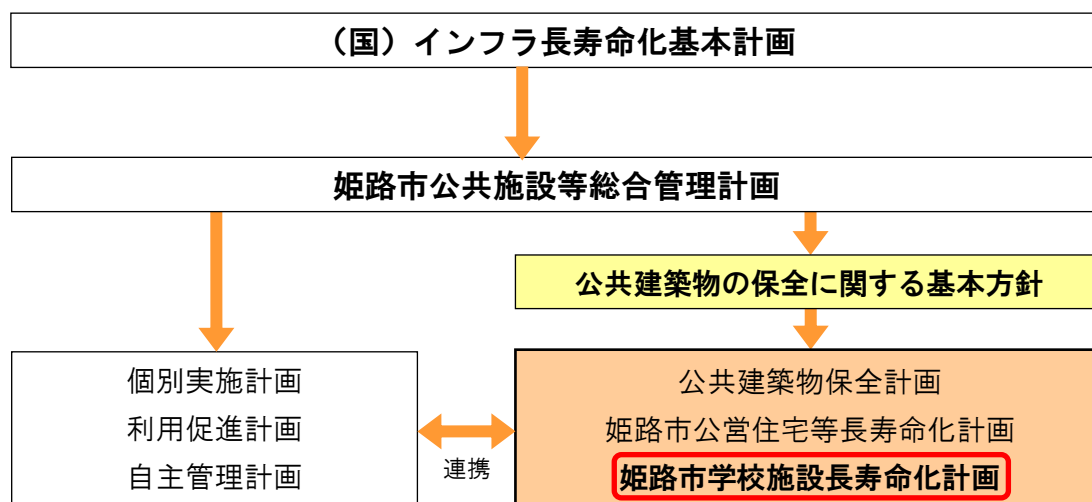 （国）インフラ長寿命化基本計画
姫路市公共施設等総合管理計画
公共建築物の保全に関する基本方針
個別実施計画
利用促進計画
自主管理計画
連携
公共建築物保全計画
姫路市公営住宅等長寿命化計画
姫路市学校施設長寿命化計画